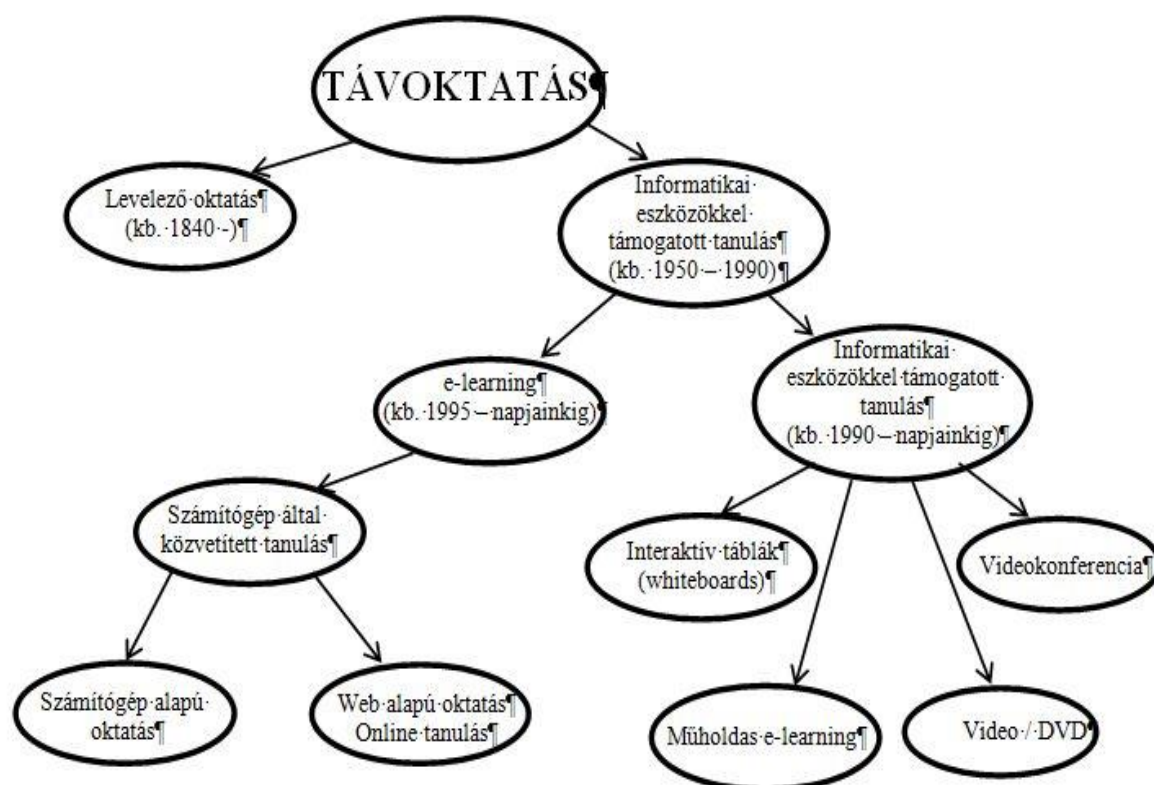 TÁVOKTATÁS¶
Levelező·oktatás¶
(kb.·1840·-)¶
Informatikai·
eszközökkel·
támogatott·tanulás¶
(kb.·1950·–·1990)¶
e-learning¶
(kb.·1995·–·napjainkig)¶
Informatikai·
eszközökkel·támogatott·
tanulás¶
(kb.·1990·–·napjainkig)¶
Számítógép·által·
közvetített·tanulás¶
Interaktív·táblák¶
(whiteboards)¶
Videokonferencia¶
Számítógép·alapú·
oktatás¶
Web·alapú·oktatás¶
Online·tanulás¶
Műholdas·e-learning¶
Video·/·DVD¶